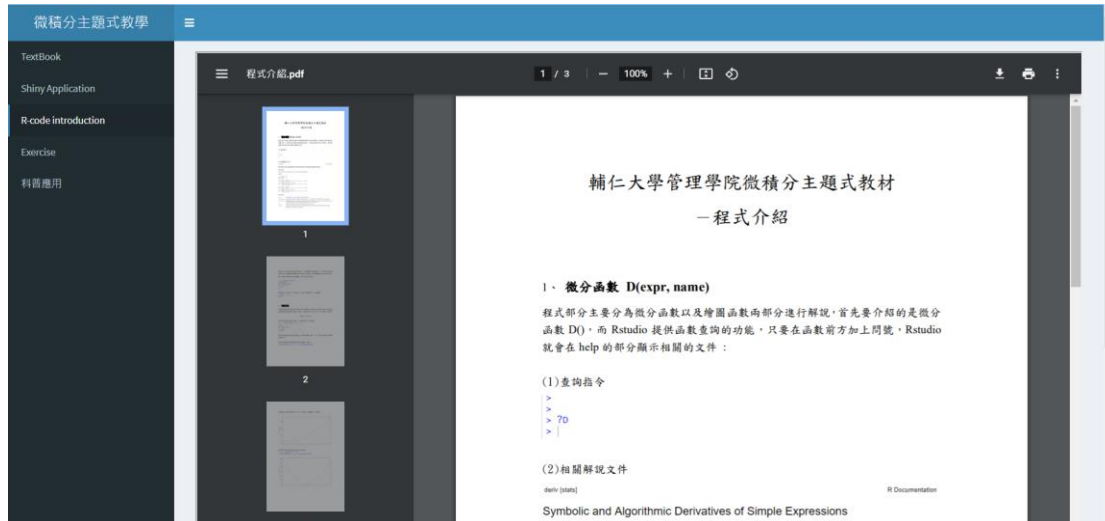 微積分主題式教學
TextBook
Shiny Application
R-code introduction
Exercise
科普應用
程式介紹.pdf
1 / 3
100%
1
2
輔仁大學管理學院微積分主題式教材
–程式介紹
1、 微分函數 D(expr, name)
程式部分主要分為微分函數以及繪圖函數兩部分進行解說,首先要介紹的是微分
函數 D(),而 Rstudio 提供函數查詢的功能,只要在函數前方加上問號,Rstudio
就會在 help 的部分顯示相關的文件:
(1)查詢指令
>
>
> ?D
>
(2)相關解說文件
deriv {stats}
R Documentation
Symbolic and Algorithmic Derivatives of Simple Expressions